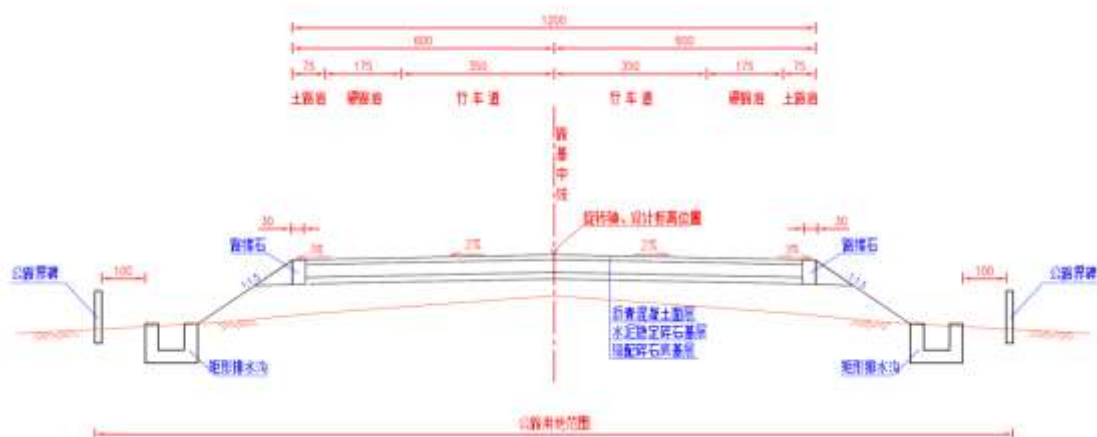 1200
600 600
75 175 350 350 175 75
土路肩 硬路肩 行车道 行车道 硬路肩 土路肩
路基中线
30 旋转轴、设计标高位置 30
路缘石 3% 2% 2% 3% 路缘石
公路界碑 100 1:1.5 1:1.5 100 公路界碑
沥青混凝土面层
水泥稳定碎石基层
级配碎石底基层
矩形排水沟 矩形排水沟
公路用地范围